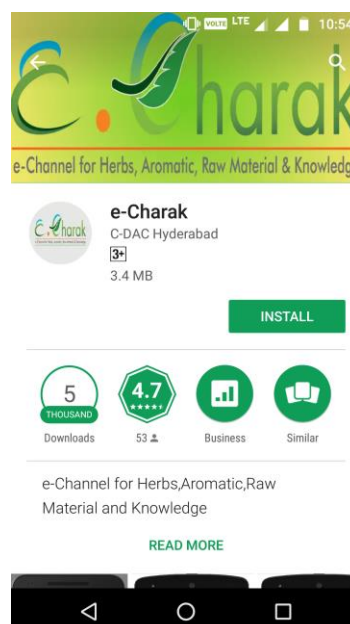 VOLTE LTE 10:54
e.Charak
e-Channel for Herbs, Aromatic, Raw Material & Knowledg
e-Charak
e.Charak
C-DAC Hyderabad
3+
3.4 MB
INSTALL
5
THOUSAND
Downloads
4.7
53
Business
Similar
e-Channel for Herbs,Aromatic,Raw
Material and Knowledge
READ MORE